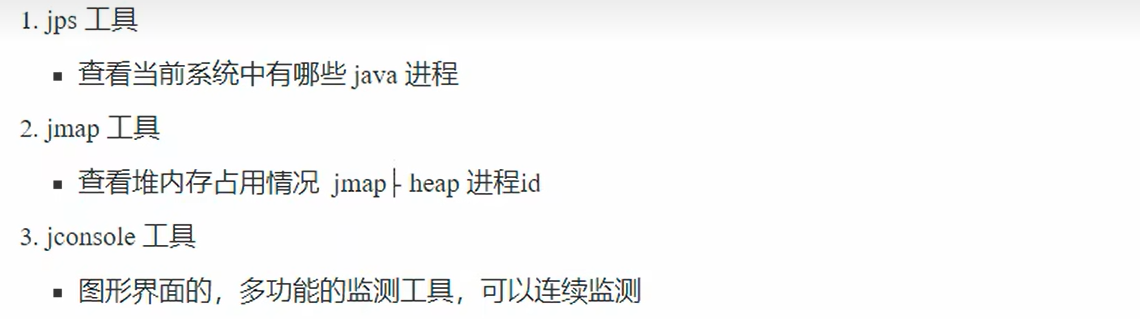 1. jps 工具
▪ 查看当前系统中有哪些 java 进程
2. jmap 工具
▪ 查看堆内存占用情况 jmap - heap 进程id
3. jconsole 工具
▪ 图形界面的，多功能的监测工具，可以连续监测